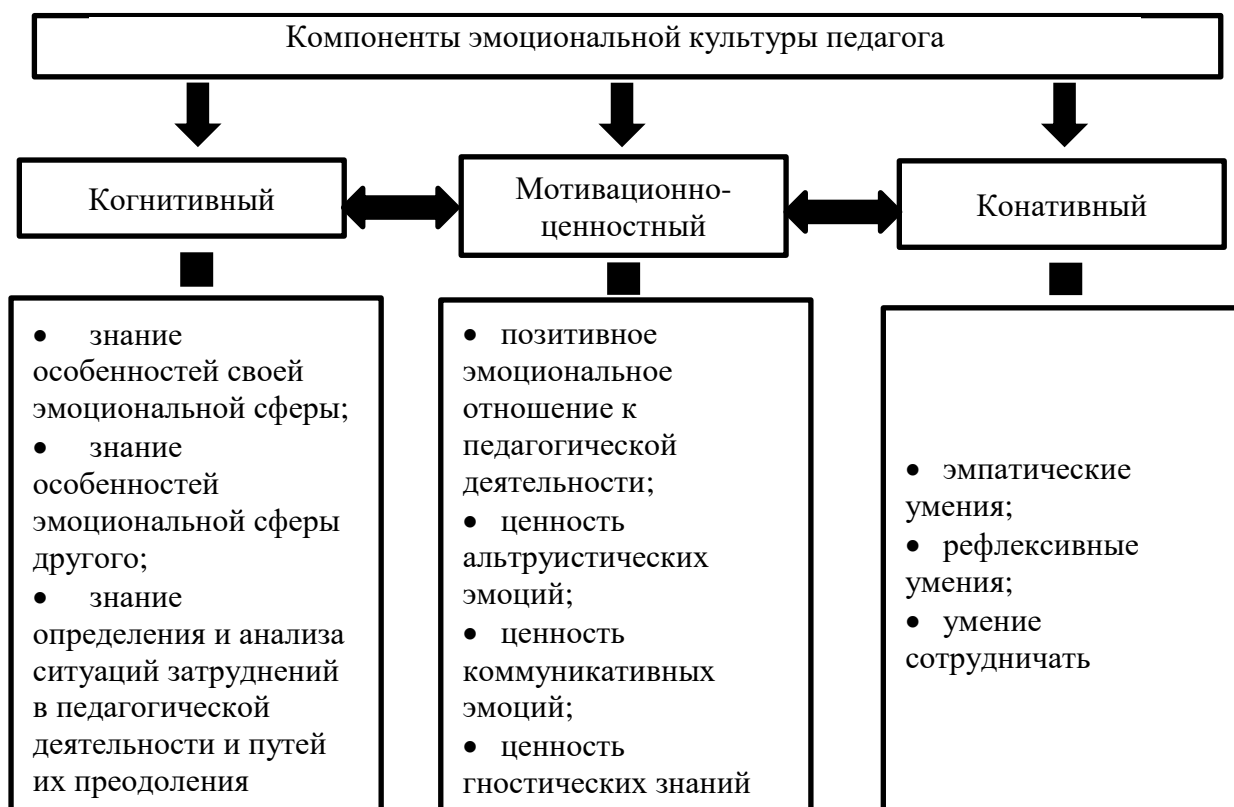 Компоненты эмоциональной культуры педагога
Когнитивный
Мотивационно-
ценностный
Конативный
• знание
особенностей своей
эмоциональной сферы;
• знание
особенностей
эмоциональной сферы
другого;
• знание
определения и анализа
ситуаций затруднений
в педагогической
деятельности и путей
их преодоления
• позитивное
эмоциональное
отношение к
педагогической
деятельности;
• ценность
альтруистических
эмоций;
• ценность
коммуникативных
эмоций;
• ценность
гностических знаний
• эмпатические
умения;
• рефлексивные
умения;
• умение
сотрудничать